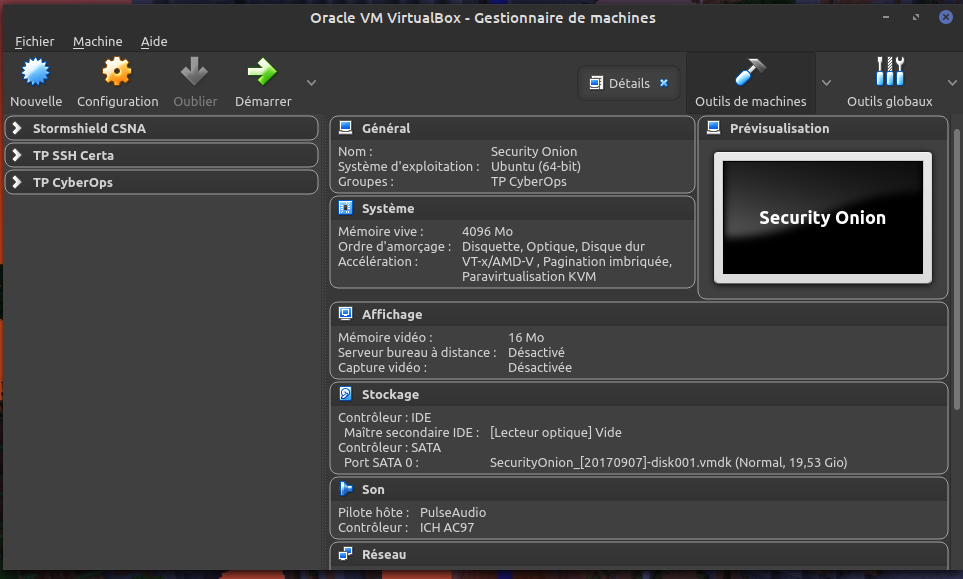 Oracle VM VirtualBox - Gestionnaire de machines
Fichier Machine Aide
Nouvelle Configuration Oublier Démarrer Détails Outils de machines Outils globaux
Stormshield CSNA
TP SSH Certa
TP CyberOps
Général
Nom : Security Onion
Système d'exploitation : Ubuntu (64-bit)
Groupes : TP CyberOps
Système
Mémoire vive : 4096 Mo
Ordre d'amorçage : Disquette, Optique, Disque dur
Accélération : VT-x/AMD-V , Pagination imbriquée,
Paravirtualisation KVM
Prévisualisation
Security Onion
Affichage
Mémoire vidéo : 16 Mo
Serveur bureau à distance : Désactivé
Capture vidéo : Désactivée
Stockage
Contrôleur : IDE
Maître secondaire IDE : [Lecteur optique] Vide
Contrôleur : SATA
Port SATA 0 : SecurityOnion_[20170907]-disk001.vmdk (Normal, 19,53 Gio)
Son
Pilote hôte : PulseAudio
Contrôleur : ICH AC97
Réseau